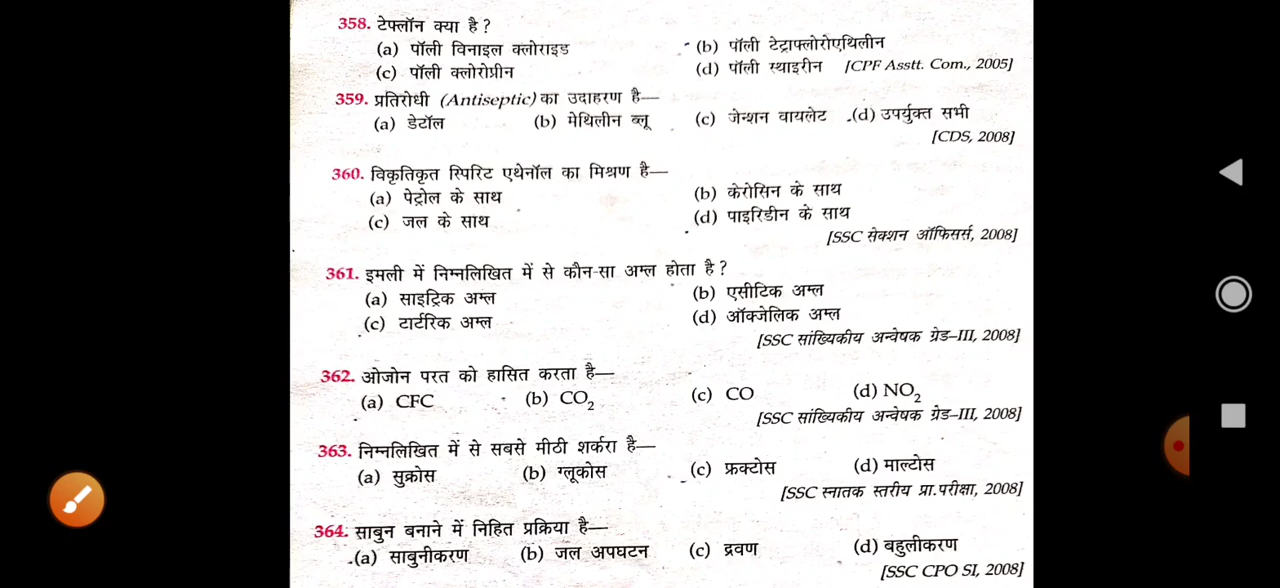 358. टेफ्लॉन क्या है ?
(a) पॉली विनाइल क्लोराइड (b) पॉली टेट्राफ्लोरोएथिलीन
(c) पॉली क्लोरोप्रीन (d) पॉली स्थाइरीन [CPF Asstt. Com., 2005]
359. प्रतिरोधी (Antiseptic) का उदाहरण है—
(a) डेटॉल (b) मेथिलीन ब्लू (c) जेन्शन वायलेट (d) उपर्युक्त सभी
[CDS, 2008]
360. विकृतिकृत स्पिरिट एथेनॉल का मिश्रण है—
(a) पेट्रोल के साथ (b) केरोसिन के साथ
(c) जल के साथ (d) पाइरिडीन के साथ
[SSC सेक्शन ऑफिसर्स, 2008]
361. इमली में निम्नलिखित में से कौन-सा अम्ल होता है ?
(a) साइट्रिक अम्ल (b) एसीटिक अम्ल
(c) टार्टरिक अम्ल (d) ऑक्जेलिक अम्ल
[SSC सांख्यिकीय अन्वेषक ग्रेड–III, 2008]
362. ओजोन परत को हासित करता है—
(a) CFC (b) CO₂ (c) CO (d) NO₂
[SSC सांख्यिकीय अन्वेषक ग्रेड–III, 2008]
363. निम्नलिखित में से सबसे मीठी शर्करा है—
(a) सुक्रोस (b) ग्लूकोस (c) फ्रक्टोस (d) माल्टोस
[SSC स्नातक स्तरीय प्रा.परीक्षा, 2008]
364. साबुन बनाने में निहित प्रक्रिया है—
(a) साबुनीकरण (b) जल अपघटन (c) द्रवण (d) बहुलीकरण
[SSC CPO SI, 2008]